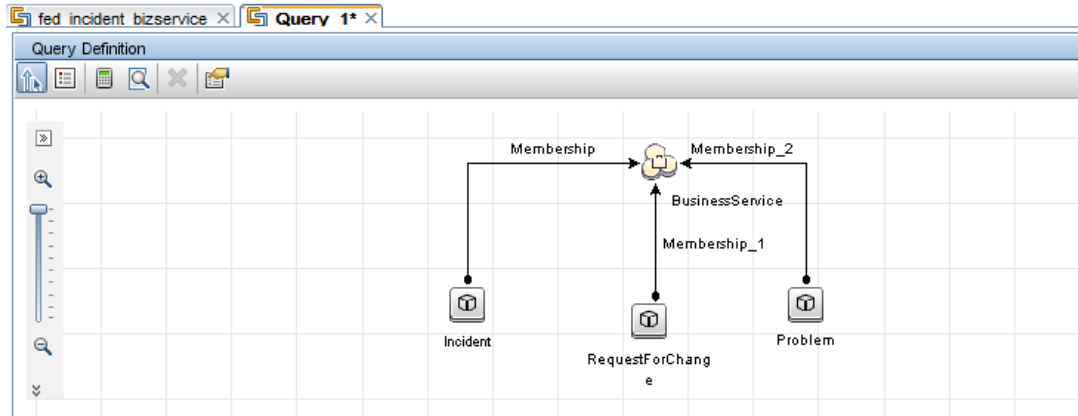 fed incident bizservice
Query 1*
Query Definition
Membership
Membership_2
BusinessService
Membership_1
Incident
RequestForChang
e
Problem